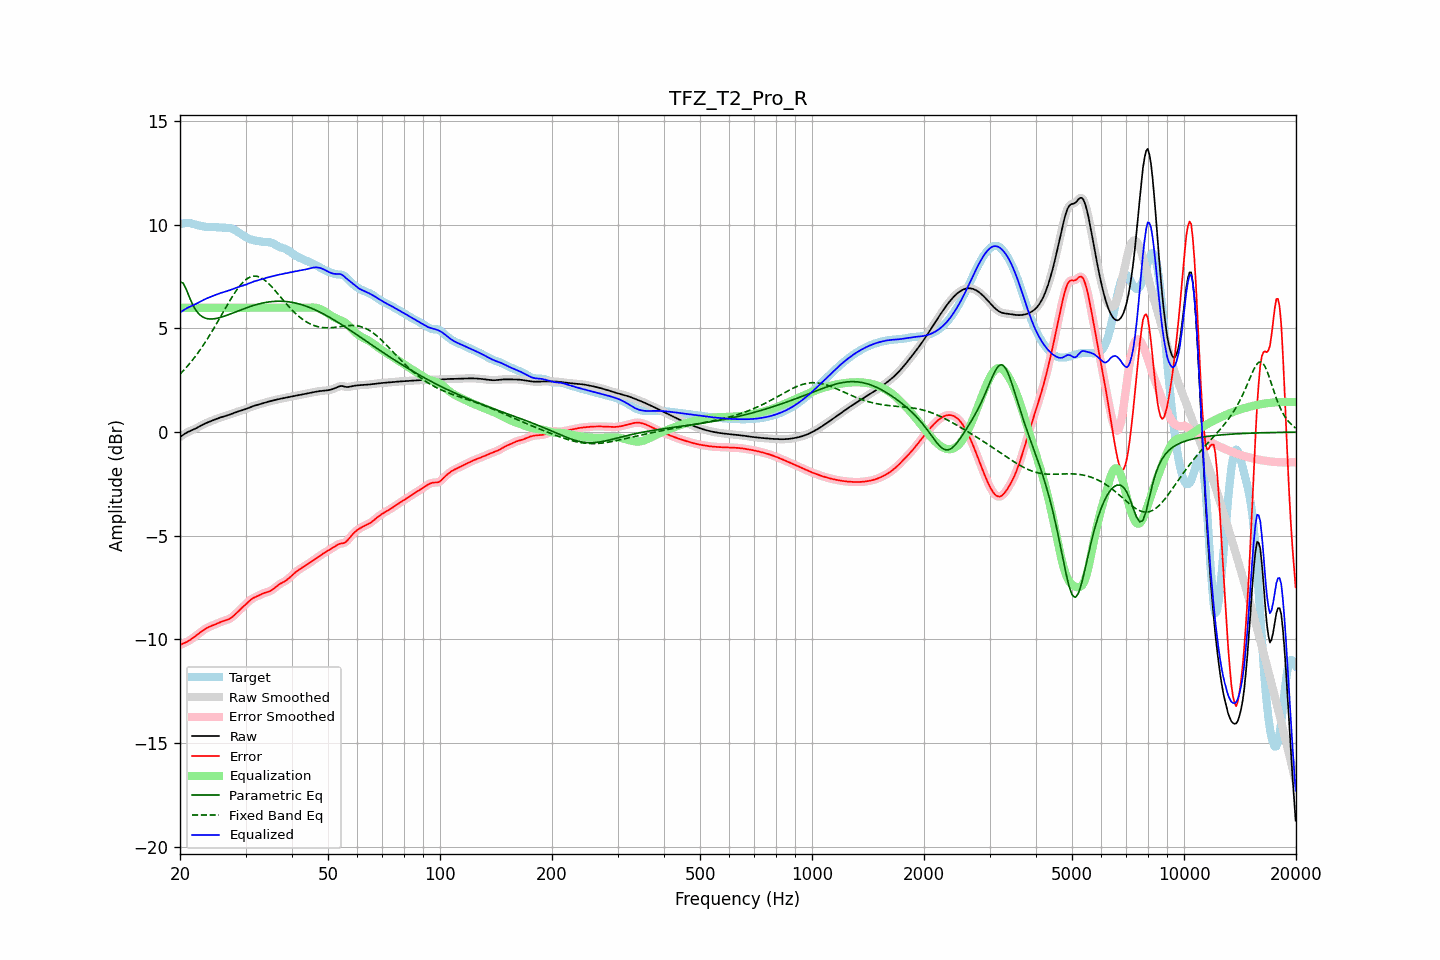 TFZ_T2_Pro_R
15
10
5
0
−5
−10
−15
−20
Amplitude (dBr)
Target
Raw Smoothed
Error Smoothed
Raw
Error
Equalization
Parametric Eq
Fixed Band Eq
Equalized
20 50 100 200 500 1000 2000 5000 10000 20000
Frequency (Hz)